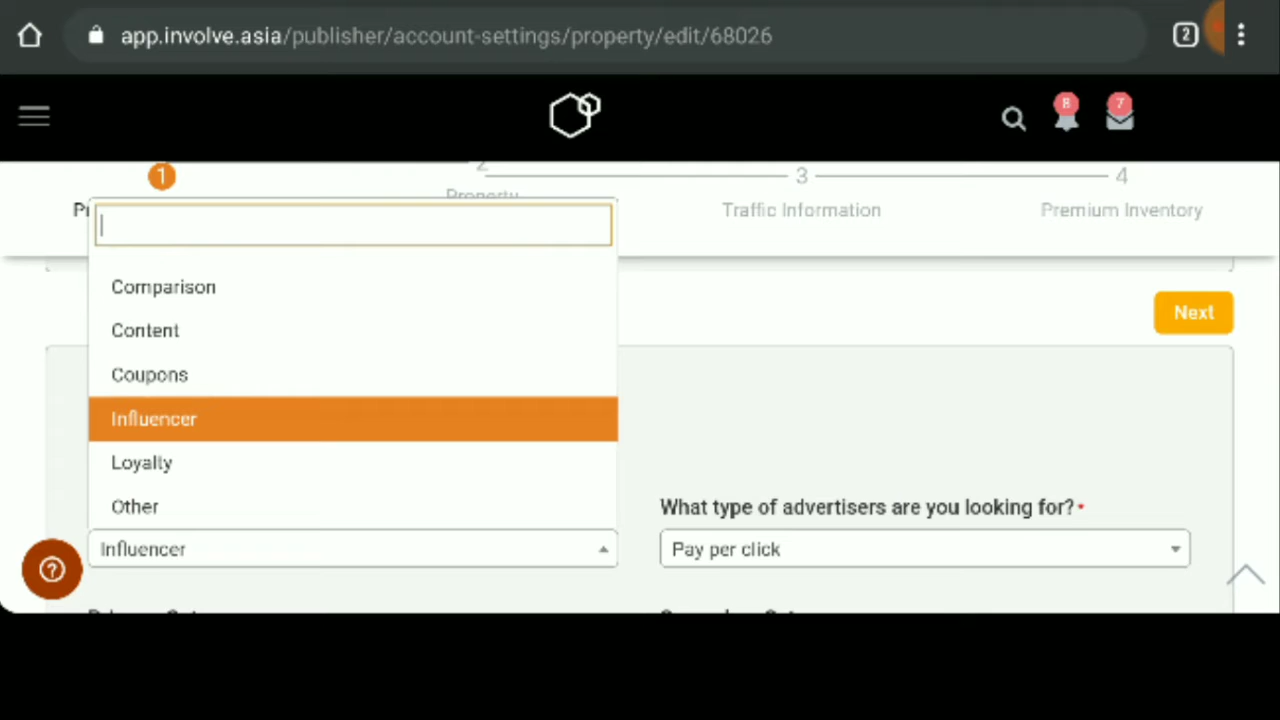 app.involve.asia/publisher/account-settings/property/edit/68026
2
8
7
1
2
3
4
Property
Traffic Information
Premium Inventory
Comparison
Next
Content
Coupons
Influencer
Loyalty
Other
What type of advertisers are you looking for?*
Influencer
Pay per click